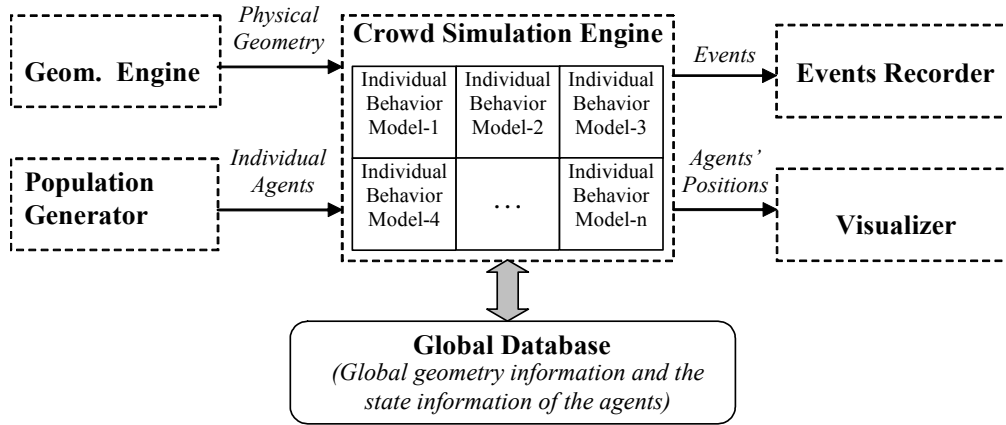 Physical
Geometry
Geom. Engine
Population
Generator
Individual
Agents
Crowd Simulation Engine
Individual
Behavior
Model-1
Individual
Behavior
Model-2
Individual
Behavior
Model-3
Individual
Behavior
Model-4
...
Individual
Behavior
Model-n
Events
Events Recorder
Agents’
Positions
Visualizer
Global Database
(Global geometry information and the
state information of the agents)